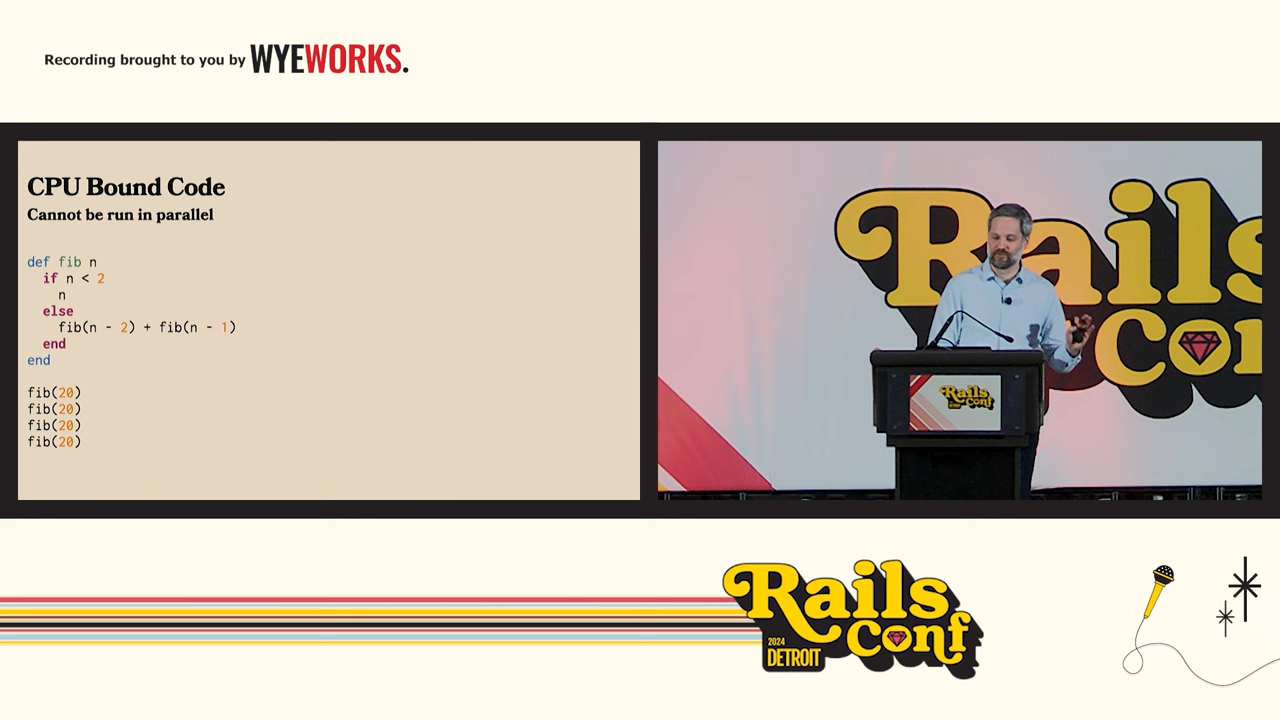 Recording brought to you by WYEWORKS.
CPU Bound Code
Cannot be run in parallel
def fib n
  if n < 2
    n
  else
    fib(n - 2) + fib(n - 1)
  end
end
fib(20)
fib(20)
fib(20)
fib(20)
Rails
Con
Rails
Conf
Rails
Conf
2024
DETROIT